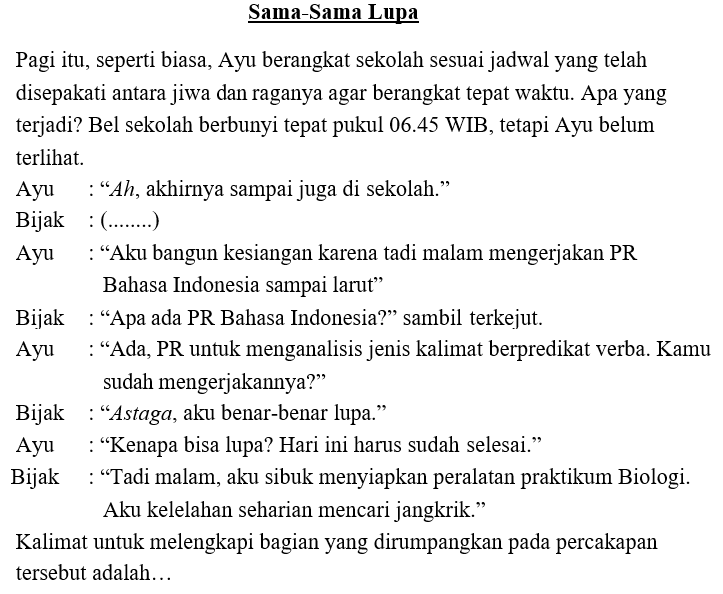 Sama-Sama Lupa
Pagi itu, seperti biasa, Ayu berangkat sekolah sesuai jadwal yang telah
disepakati antara jiwa dan raganya agar berangkat tepat waktu. Apa yang
terjadi? Bel sekolah berbunyi tepat pukul 06.45 WIB, tetapi Ayu belum
terlihat.
Ayu : “Ah, akhirnya sampai juga di sekolah.”
Bijak : (........)
Ayu : “Aku bangun kesiangan karena tadi malam mengerjakan PR
Bahasa Indonesia sampai larut”
Bijak : “Apa ada PR Bahasa Indonesia?” sambil terkejut.
Ayu : “Ada, PR untuk menganalisis jenis kalimat berpredikat verba. Kamu
sudah mengerjakannya?”
Bijak : “Astaga, aku benar-benar lupa.”
Ayu : “Kenapa bisa lupa? Hari ini harus sudah selesai.”
Bijak : “Tadi malam, aku sibuk menyiapkan peralatan praktikum Biologi.
Aku kelelahan seharian mencari jangkrik.”
Kalimat untuk melengkapi bagian yang dirumpangkan pada percakapan
tersebut adalah…